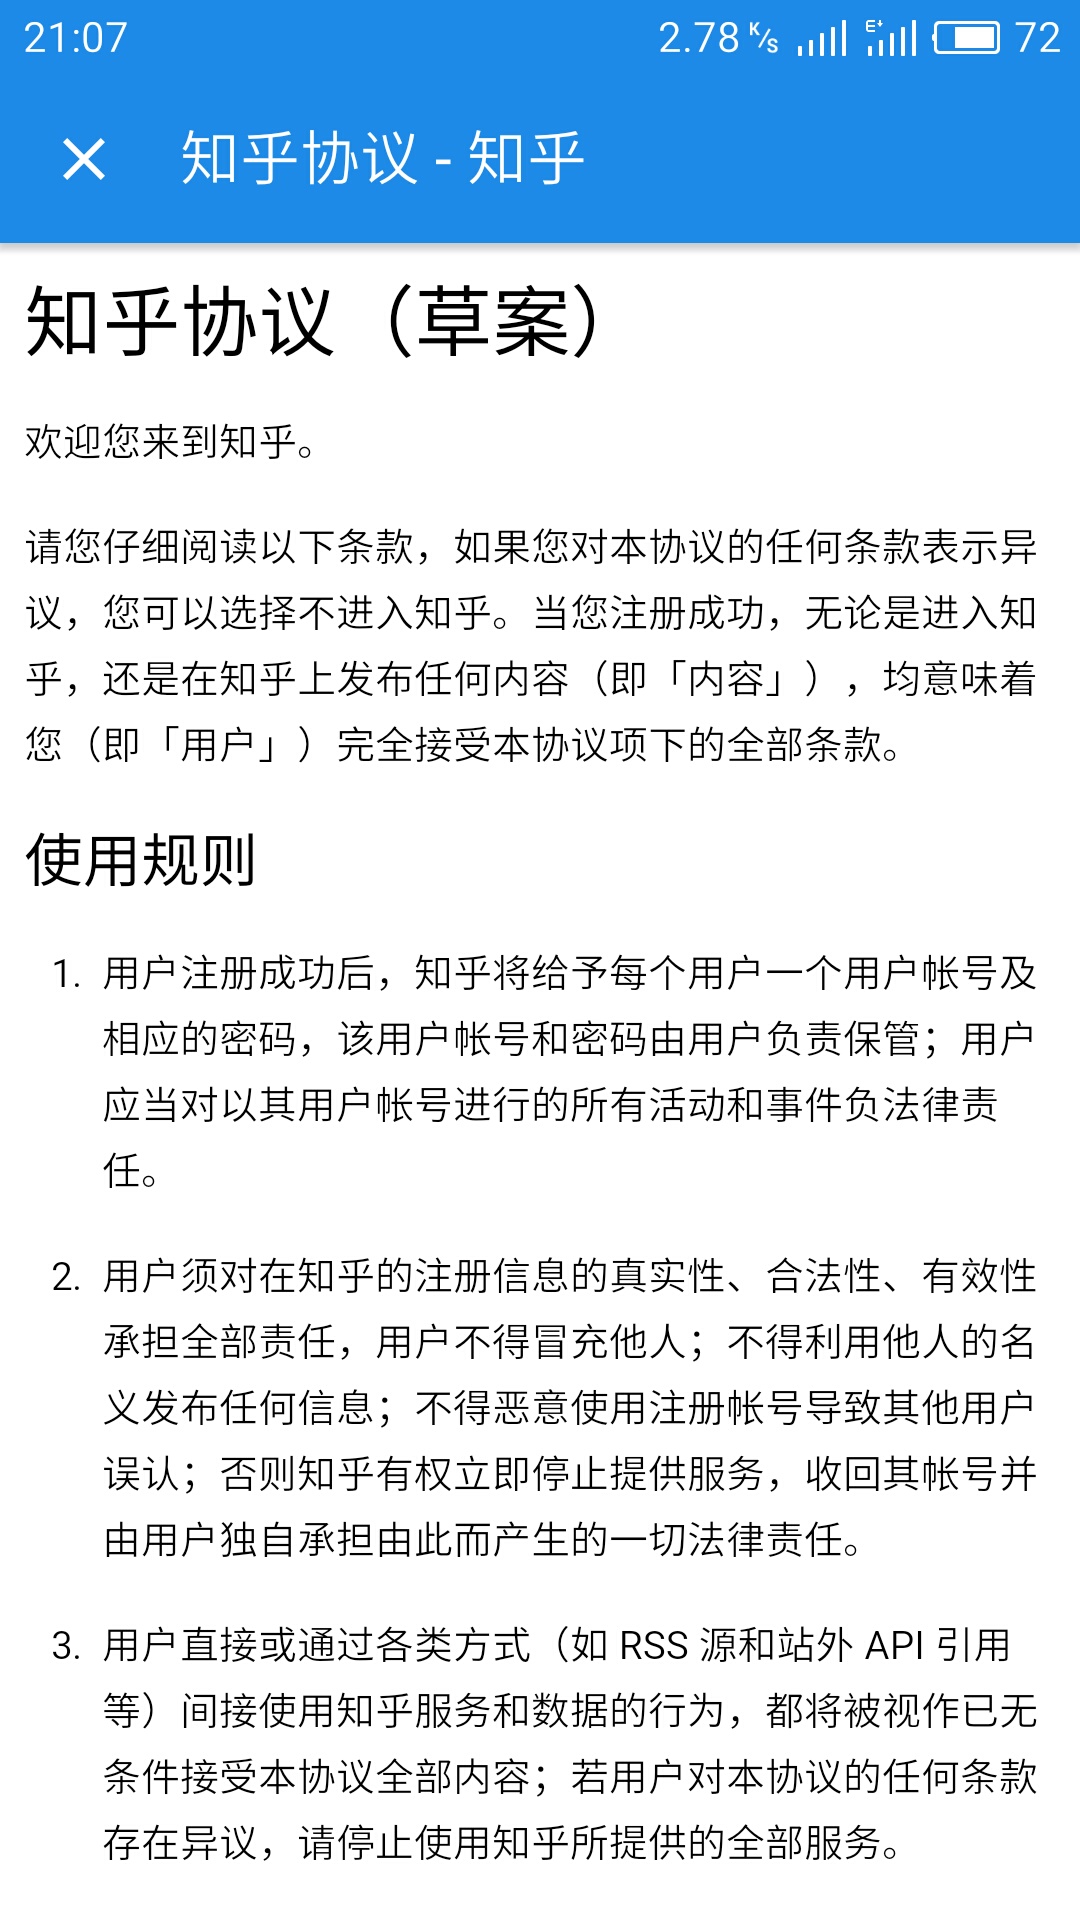 21:07
2.78 K/s
72
知乎协议 - 知乎
知乎协议（草案）
欢迎您来到知乎。
请您仔细阅读以下条款，如果您对本协议的任何条款表示异
议，您可以选择不进入知乎。当您注册成功，无论是进入知
乎，还是在知乎上发布任何内容（即「内容」），均意味着
您（即「用户」）完全接受本协议项下的全部条款。
使用规则
1. 用户注册成功后，知乎将给予每个用户一个用户帐号及
相应的密码，该用户帐号和密码由用户负责保管；用户
应当对以其用户帐号进行的所有活动和事件负法律责
任。
2. 用户须对在知乎的注册信息的真实性、合法性、有效性
承担全部责任，用户不得冒充他人；不得利用他人的名
义发布任何信息；不得恶意使用注册帐号导致其他用户
误认；否则知乎有权立即停止提供服务，收回其帐号并
由用户独自承担由此而产生的一切法律责任。
3. 用户直接或通过各类方式（如 RSS 源和站外 API 引用
等）间接使用知乎服务和数据的行为，都将被视作已无
条件接受本协议全部内容；若用户对本协议的任何条款
存在异议，请停止使用知乎所提供的全部服务。